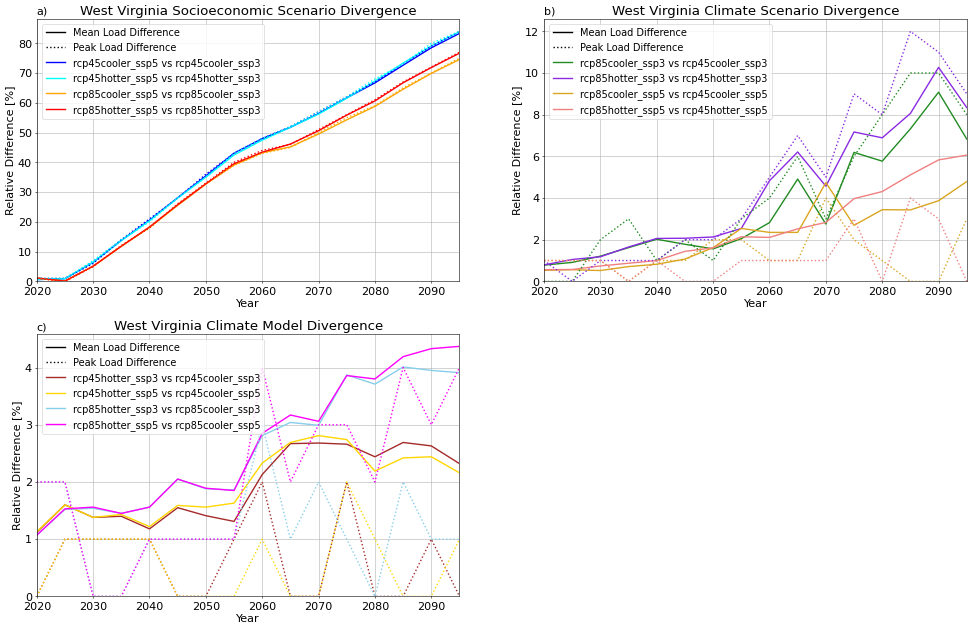 a)
West Virginia Socioeconomic Scenario Divergence
Relative Difference [%]
80
70
60
50
40
30
20
10
0
Mean Load Difference
Peak Load Difference
rcp45cooler_ssp5 vs rcp45cooler_ssp3
rcp45hotter_ssp5 vs rcp45hotter_ssp3
rcp85cooler_ssp5 vs rcp85cooler_ssp3
rcp85hotter_ssp5 vs rcp85hotter_ssp3
2020 2030 2040 2050 2060 2070 2080 2090
Year
b)
West Virginia Climate Scenario Divergence
Relative Difference [%]
12
10
8
6
4
2
0
Mean Load Difference
Peak Load Difference
rcp85cooler_ssp3 vs rcp45cooler_ssp3
rcp85hotter_ssp3 vs rcp45hotter_ssp3
rcp85cooler_ssp5 vs rcp45cooler_ssp5
rcp85hotter_ssp5 vs rcp45hotter_ssp5
2020 2030 2040 2050 2060 2070 2080 2090
Year
c)
West Virginia Climate Model Divergence
Relative Difference [%]
4
3
2
1
0
Mean Load Difference
Peak Load Difference
rcp45hotter_ssp3 vs rcp45cooler_ssp3
rcp45hotter_ssp5 vs rcp45cooler_ssp5
rcp85hotter_ssp3 vs rcp85cooler_ssp3
rcp85hotter_ssp5 vs rcp85cooler_ssp5
2020 2030 2040 2050 2060 2070 2080 2090
Year